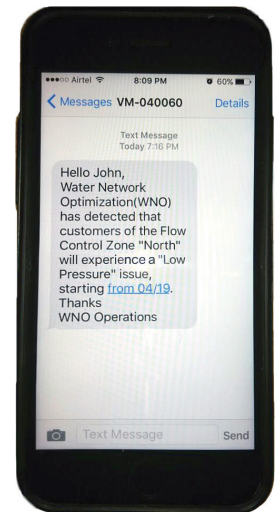 ●●●○○ Airtel 8:09 PM 60%
Messages VM-040060 Details
Text Message
Today 7:16 PM
Hello John,
Water Network
Optimization(WNO)
has detected that
customers of the Flow
Control Zone "North"
will experience a "Low
Pressure" issue,
starting from 04/19.
Thanks
WNO Operations
Text Message Send